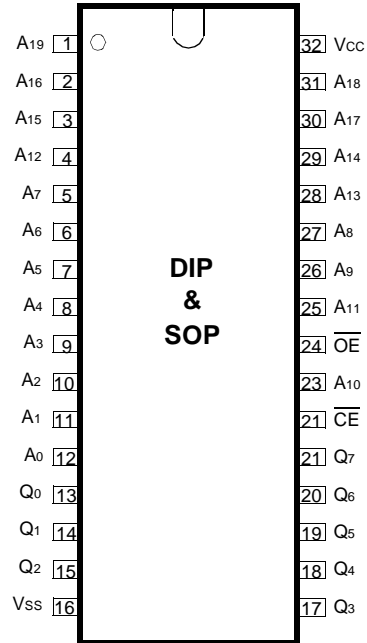 A19 1 32 VCC
A16 2 31 A18
A15 3 30 A17
A12 4 29 A14
A7 5 28 A13
A6 6 27 A8
A5 7 DIP 26 A9
A4 8 & 25 A11
A3 9 SOP 24 OE
A2 10 23 A10
A1 11 21 CE
A0 12 21 Q7
Q0 13 20 Q6
Q1 14 19 Q5
Q2 15 18 Q4
VSS 16 17 Q3